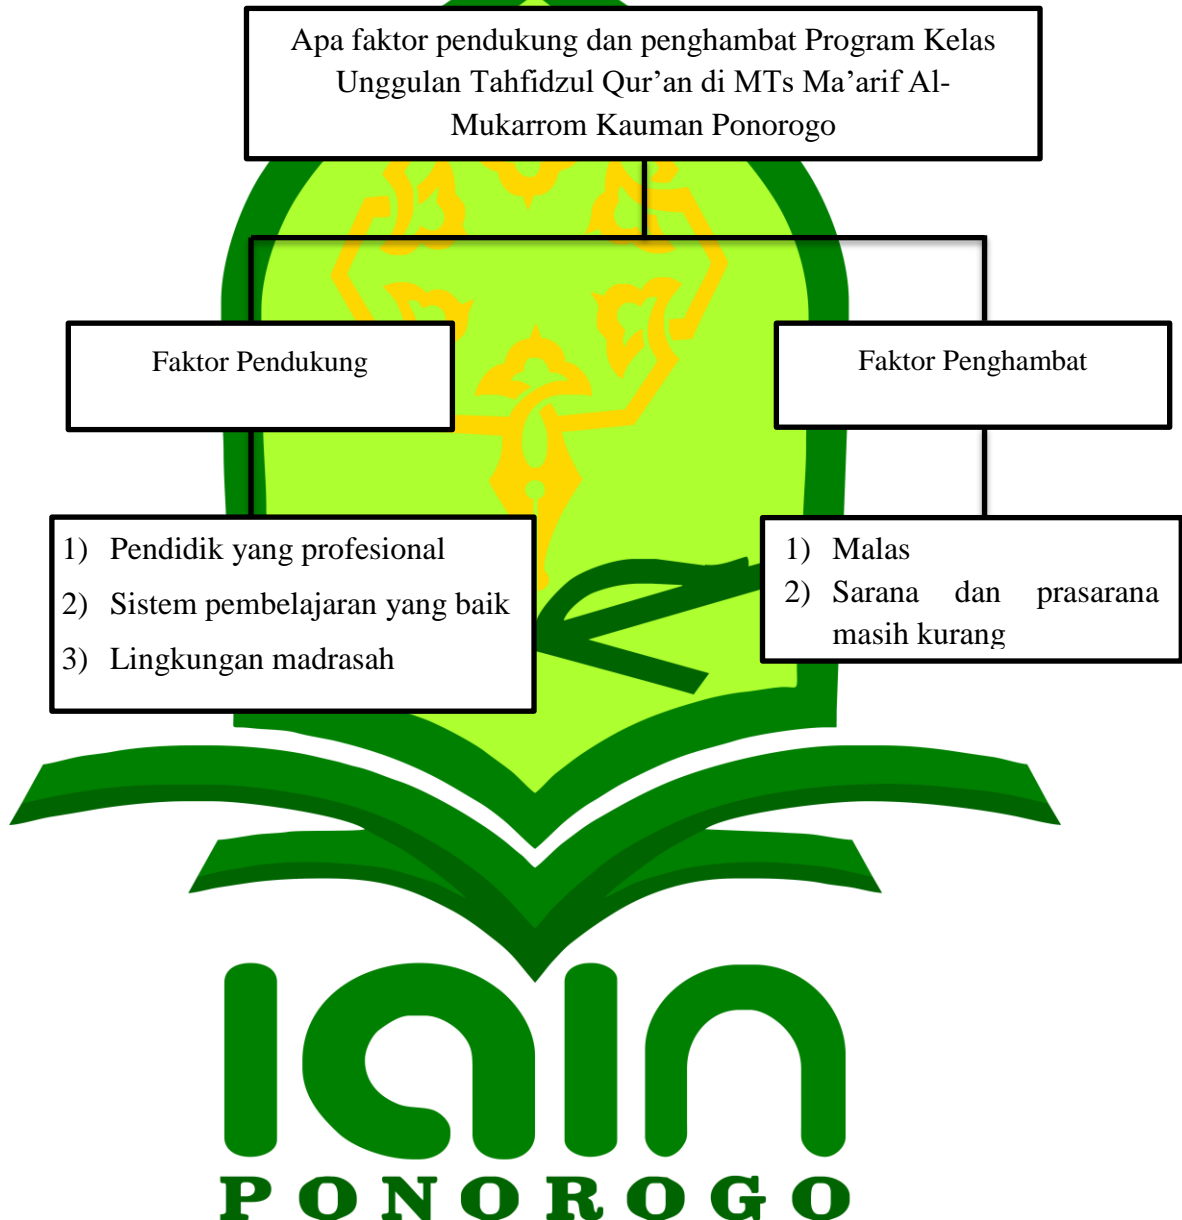 Apa faktor pendukung dan penghambat Program Kelas
Unggulan Tahfidzul Qur’an di MTs Ma’arif Al-
Mukarrom Kauman Ponorogo
Faktor Pendukung
Faktor Penghambat
1) Pendidik yang profesional
2) Sistem pembelajaran yang baik
3) Lingkungan madrasah
1) Malas
2) Sarana dan prasarana
masih kurang
IAIN
PONOROGO